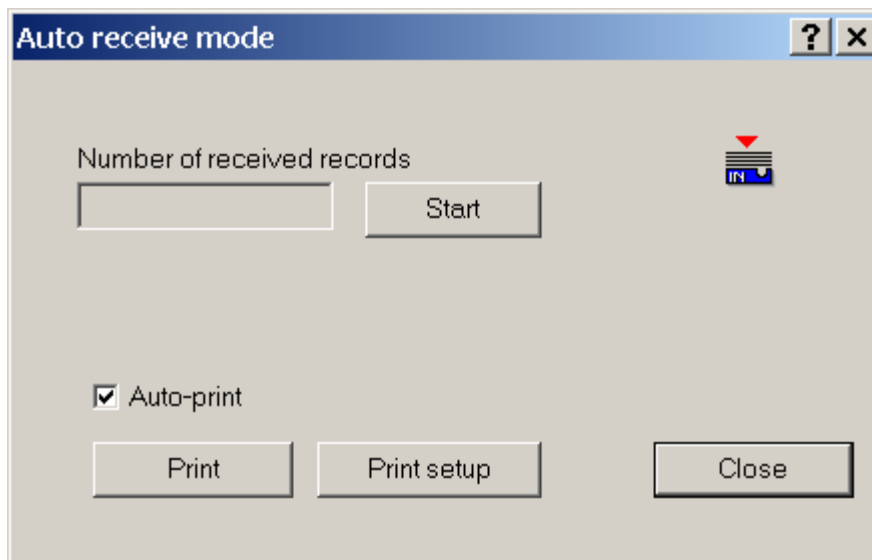 Auto receive mode
Number of received records
Start
IN
Auto-print
Print
Print setup
Close